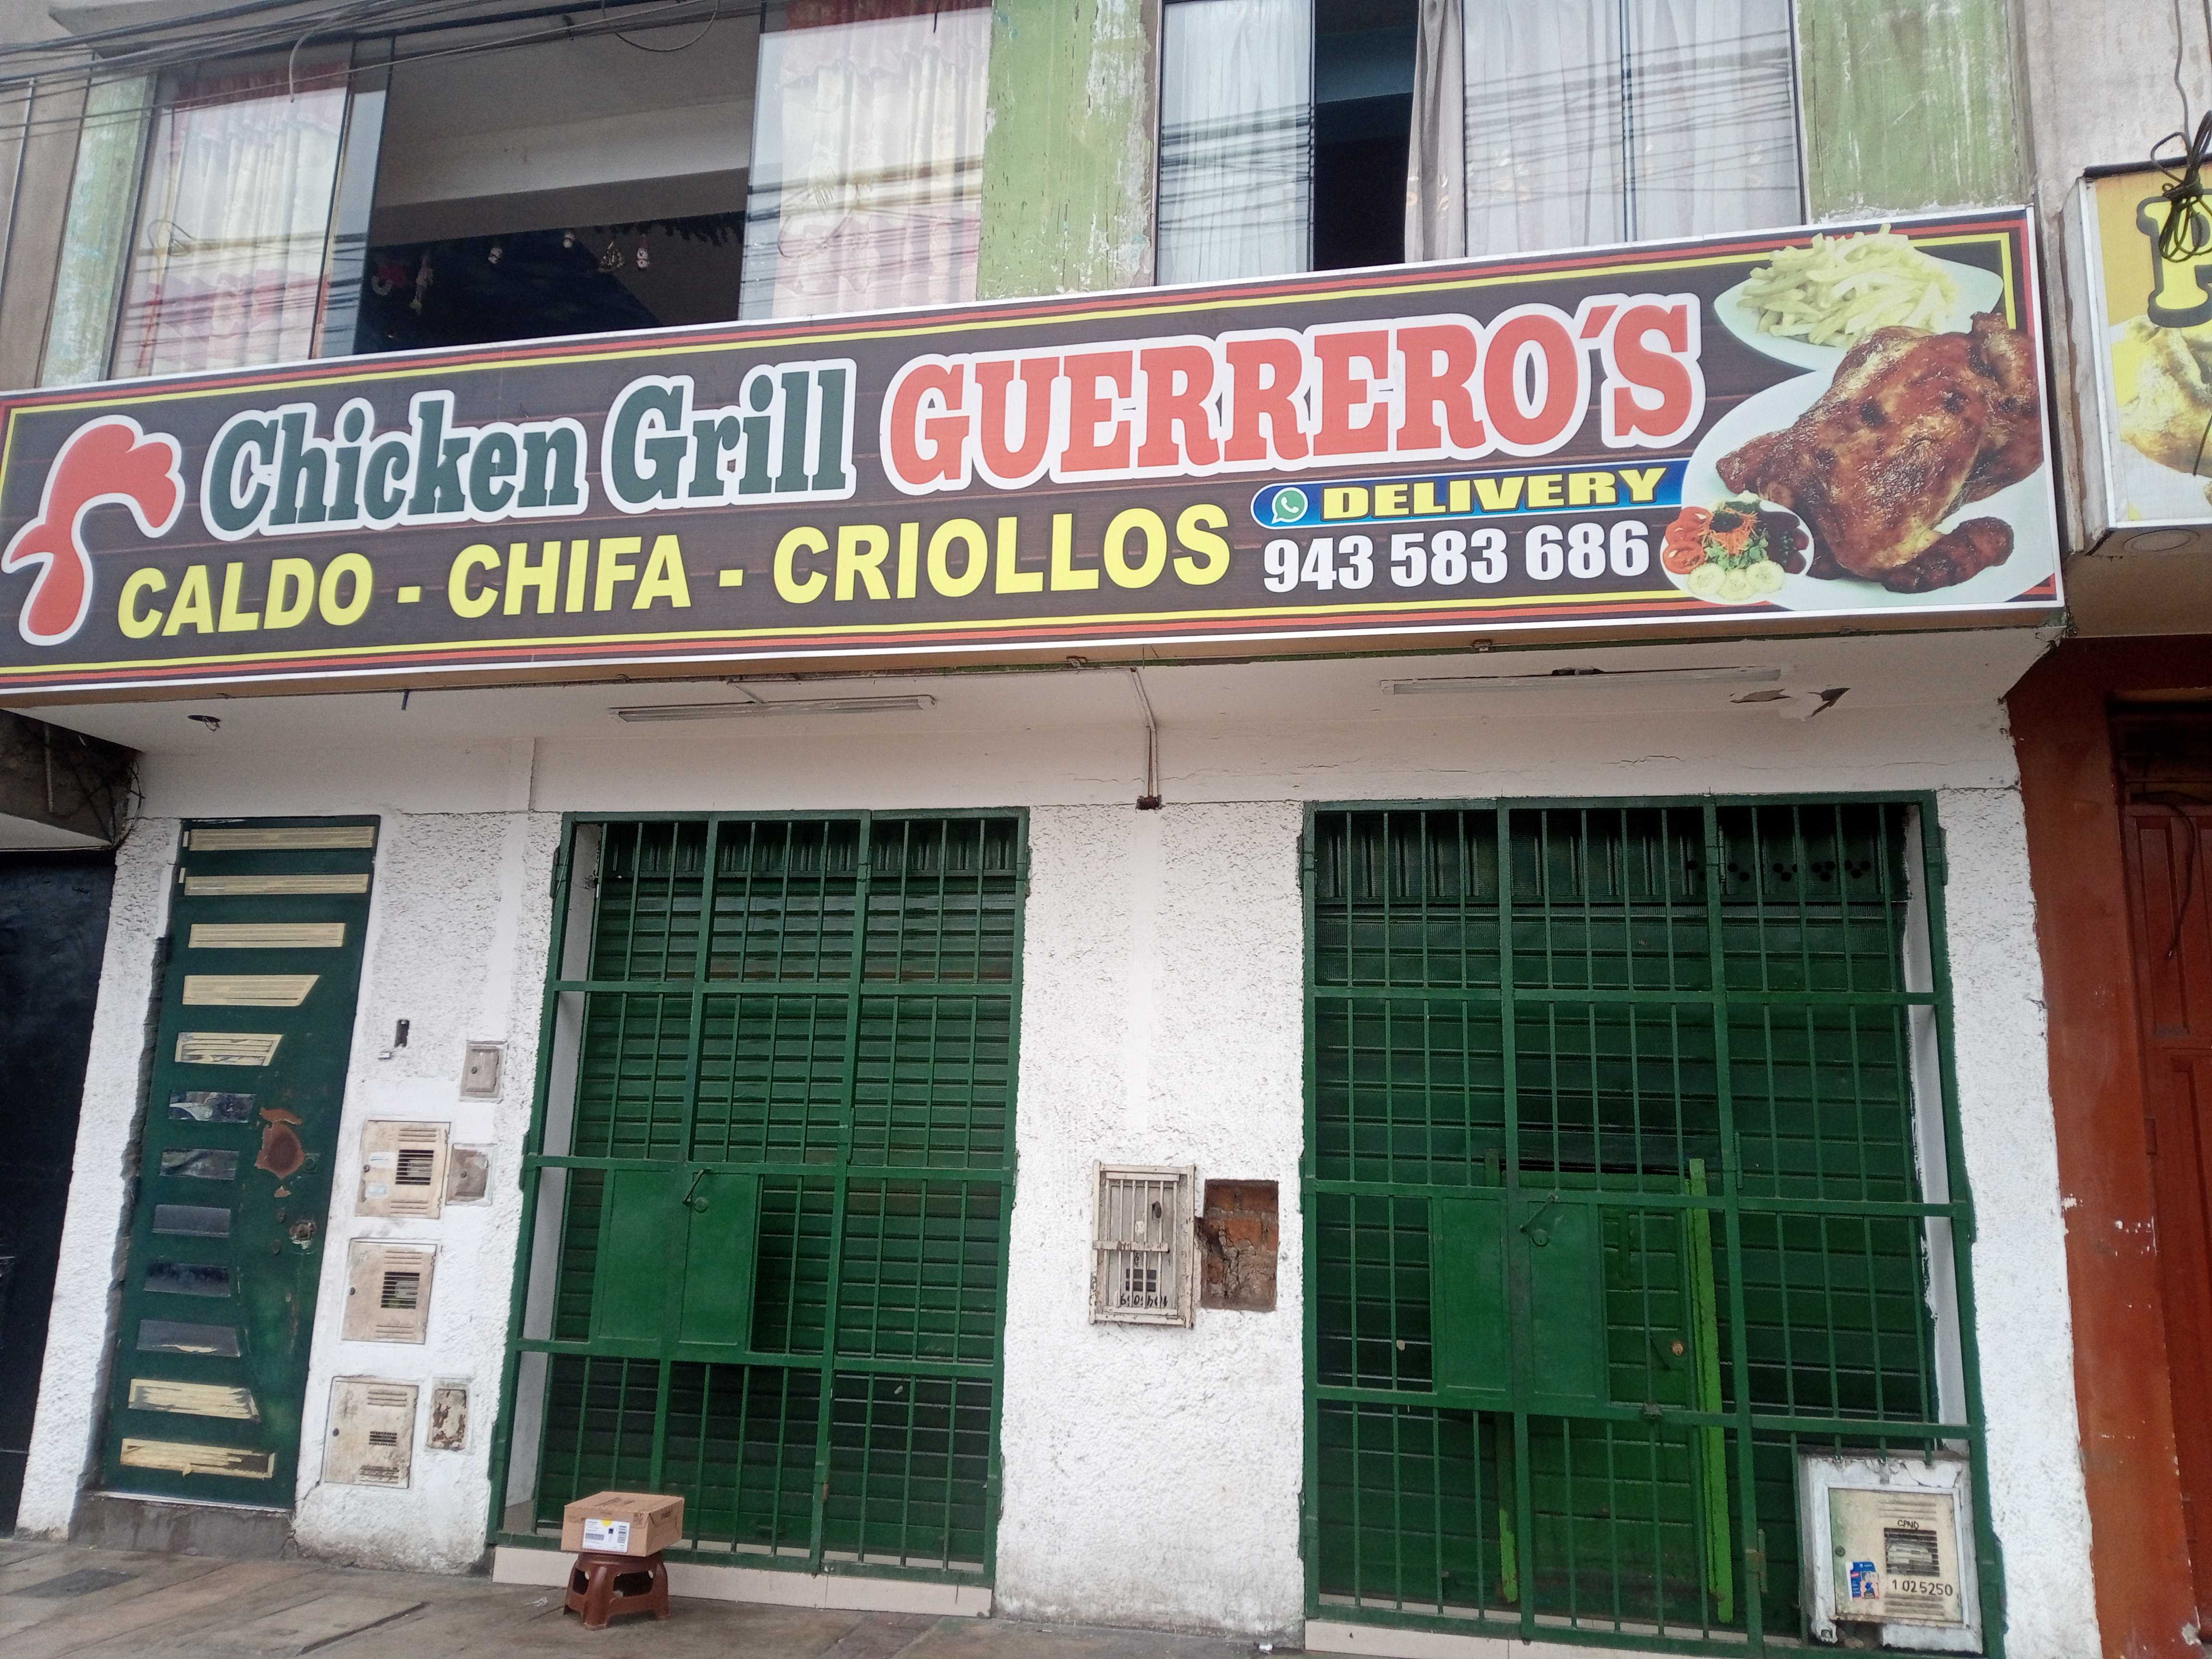 Chicken Grill GUERRERO'S
CALDO - CHIFA - CRIOLLOS
DELIVERY
943 583 686
1025250